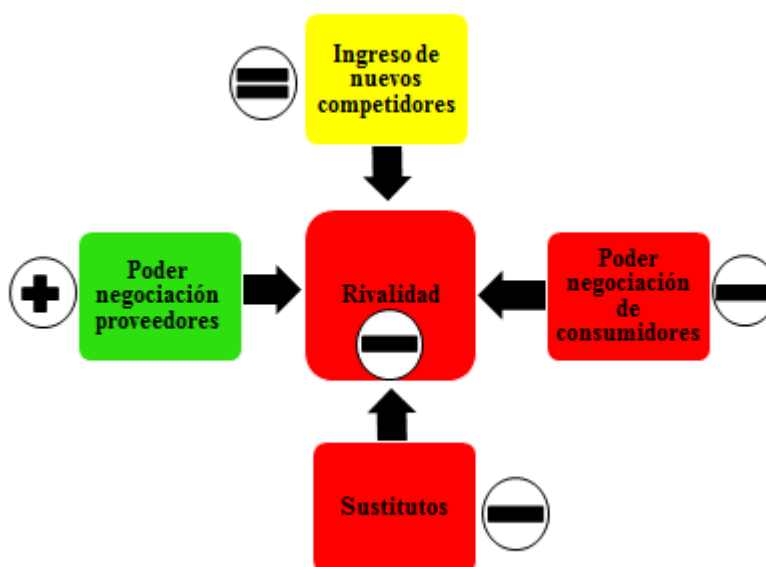 Ingreso de
nuevos
competidores
Poder
negociación
proveedores
Rivalidad
Poder
negociación
de
consumidores
Sustitutos